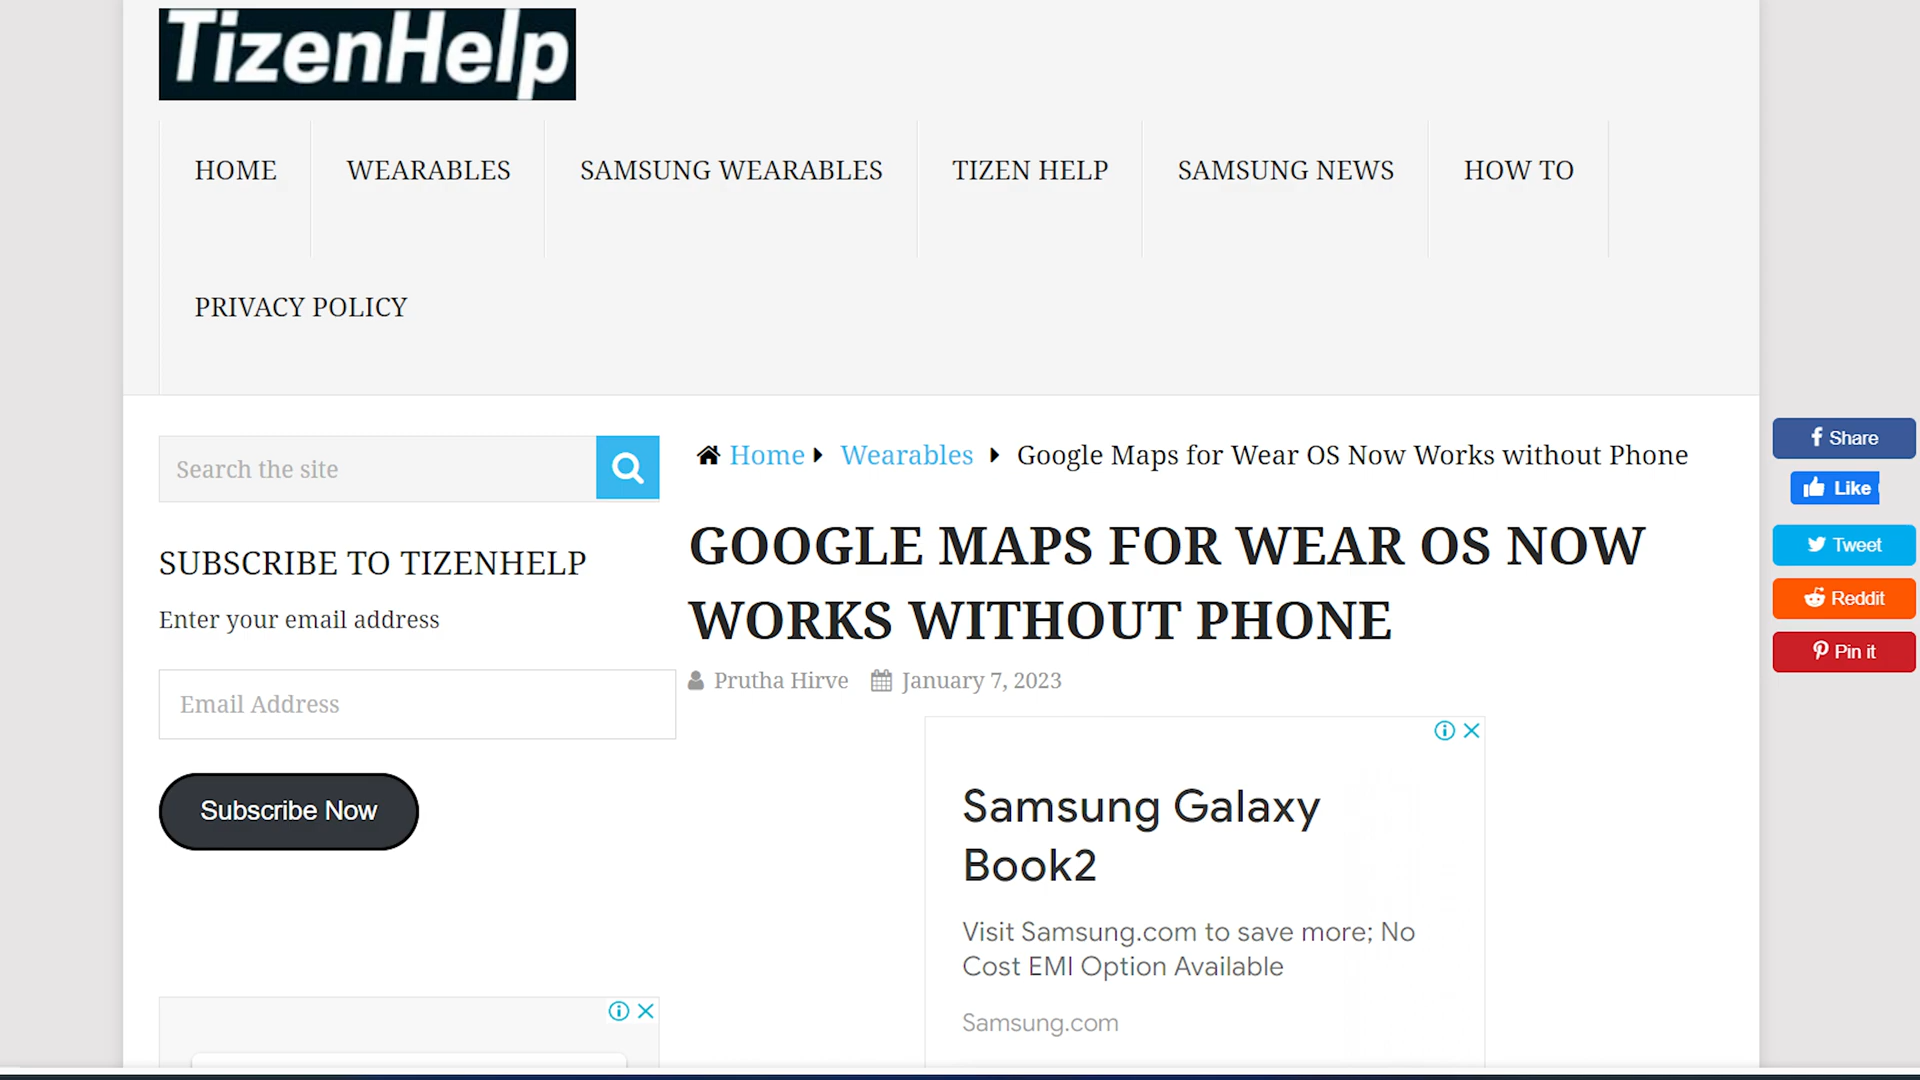 TizenHelp
HOME
WEARABLES
SAMSUNG WEARABLES
TIZEN HELP
SAMSUNG NEWS
HOW TO
PRIVACY POLICY
Search the site
SUBSCRIBE TO TIZENHELP
Enter your email address
Email Address
Subscribe Now
Home Wearables Google Maps for Wear OS Now Works without Phone
GOOGLE MAPS FOR WEAR OS NOW
WORKS WITHOUT PHONE
Prutha Hirve January 7, 2023
Samsung Galaxy
Book2
Visit Samsung.com to save more; No
Cost EMI Option Available
Samsung.com
Share
Like
Tweet
Reddit
Pin it